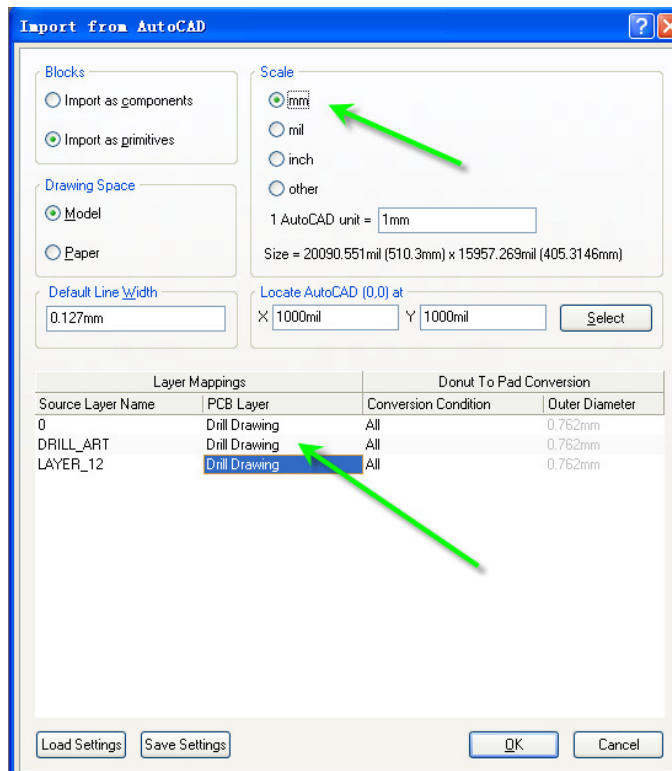 Import from AutoCAD
Blocks
Import as components
Import as primitives
Scale
mm
mil
inch
other
1 AutoCAD unit = 1mm
Size = 20090.551mil (510.3mm) x 15957.269mil (405.3146mm)
Drawing Space
Model
Paper
Default Line Width
0.127mm
Locate AutoCAD (0,0) at
X 1000mil Y 1000mil Select
Layer Mappings Donut To Pad Conversion
Source Layer Name PCB Layer Conversion Condition Outer Diameter
0 Drill Drawing All 0.762mm
DRILL_ART Drill Drawing All 0.762mm
LAYER_12 Drill Drawing All 0.762mm
Load Settings Save Settings OK Cancel